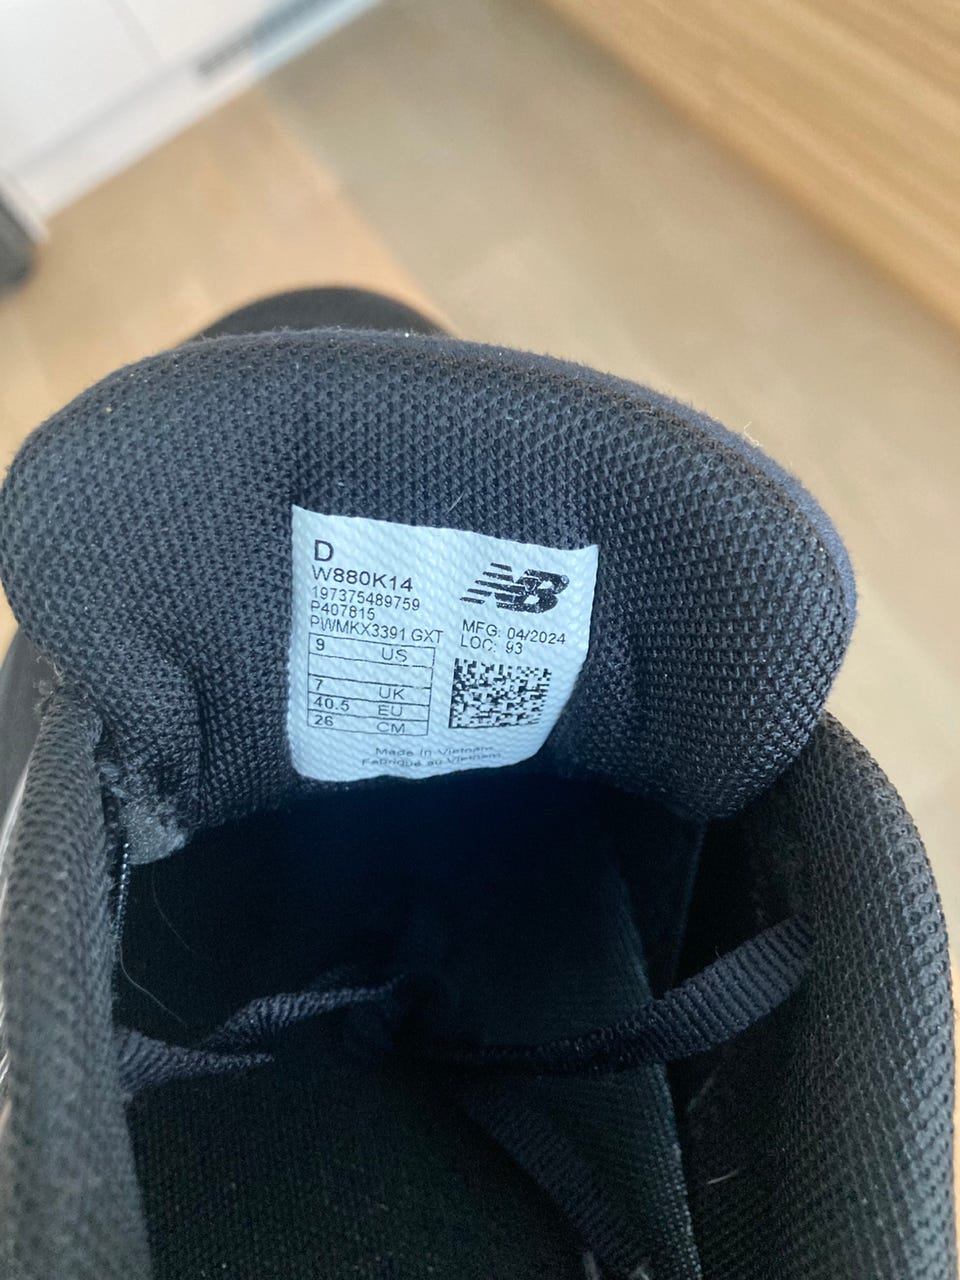 D
W880K14
197375489759
P407815
PWMKX3391 GXT
9 US
7 UK
40.5 EU
26 CM
NB
MFG: 04/2024
LOC: 93
Made in Vietnam
Fabriqué au Vietnam